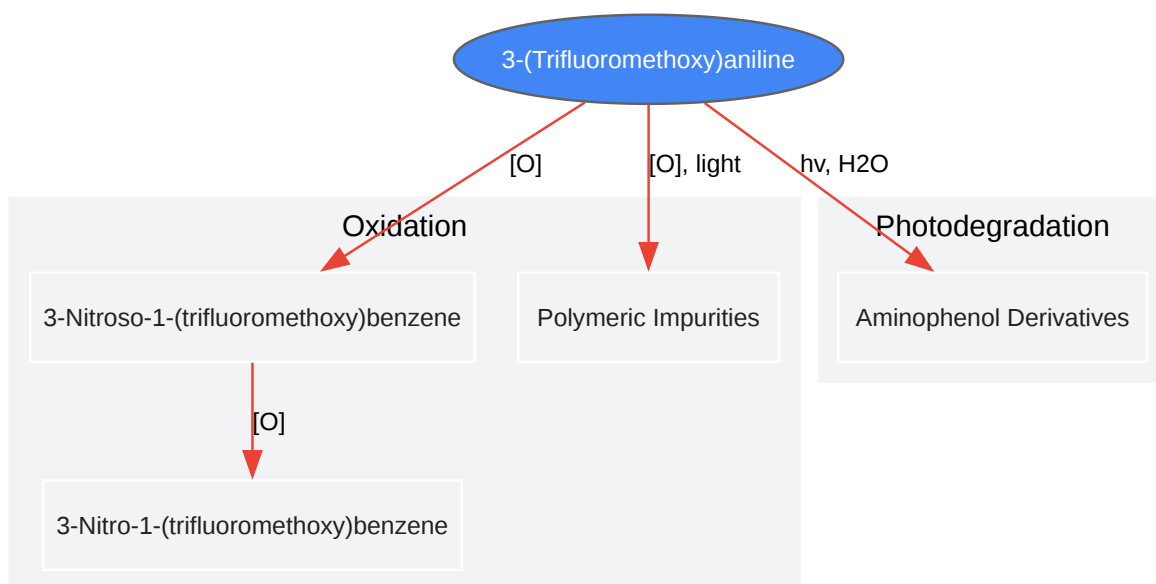 3-(Trifluoromethoxy)aniline
[O]
[O], light
hv, H2O
Oxidation
Photodegradation
3-Nitroso-1-(trifluoromethoxy)benzene
Polymeric Impurities
Aminophenol Derivatives
[O]
3-Nitro-1-(trifluoromethoxy)benzene